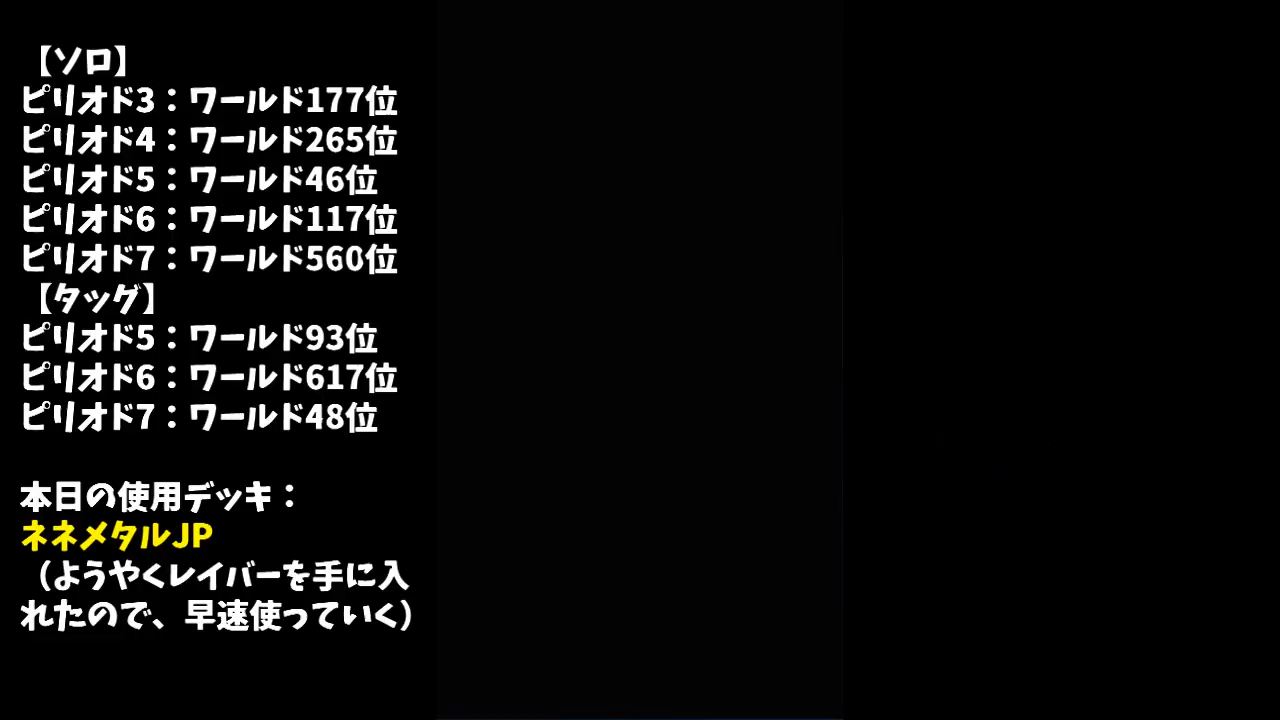 【ソロ】
ピリオド3：ワールド177位
ピリオド4：ワールド265位
ピリオド5：ワールド46位
ピリオド6：ワールド117位
ピリオド7：ワールド560位
【タッグ】
ピリオド5：ワールド93位
ピリオド6：ワールド617位
ピリオド7：ワールド48位
本日の使用デッキ：
ネネメタルJP
（ようやくレイバーを手に入
れたので、早速使っていく）